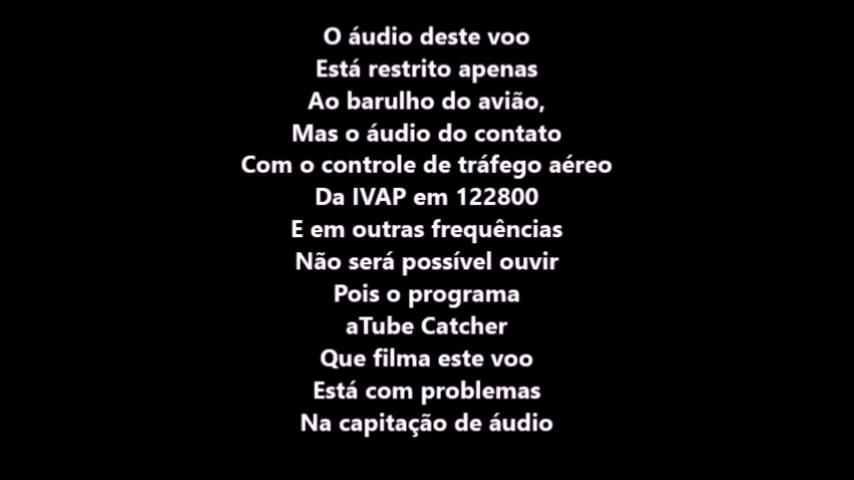 O áudio deste voo
Está restrito apenas
Ao barulho do avião,
Mas o áudio do contato
Com o controle de tráfego aéreo
Da IVAP em 122800
E em outras frequências
Não será possível ouvir
Pois o programa
aTube Catcher
Que filma este voo
Está com problemas
Na capitação de áudio